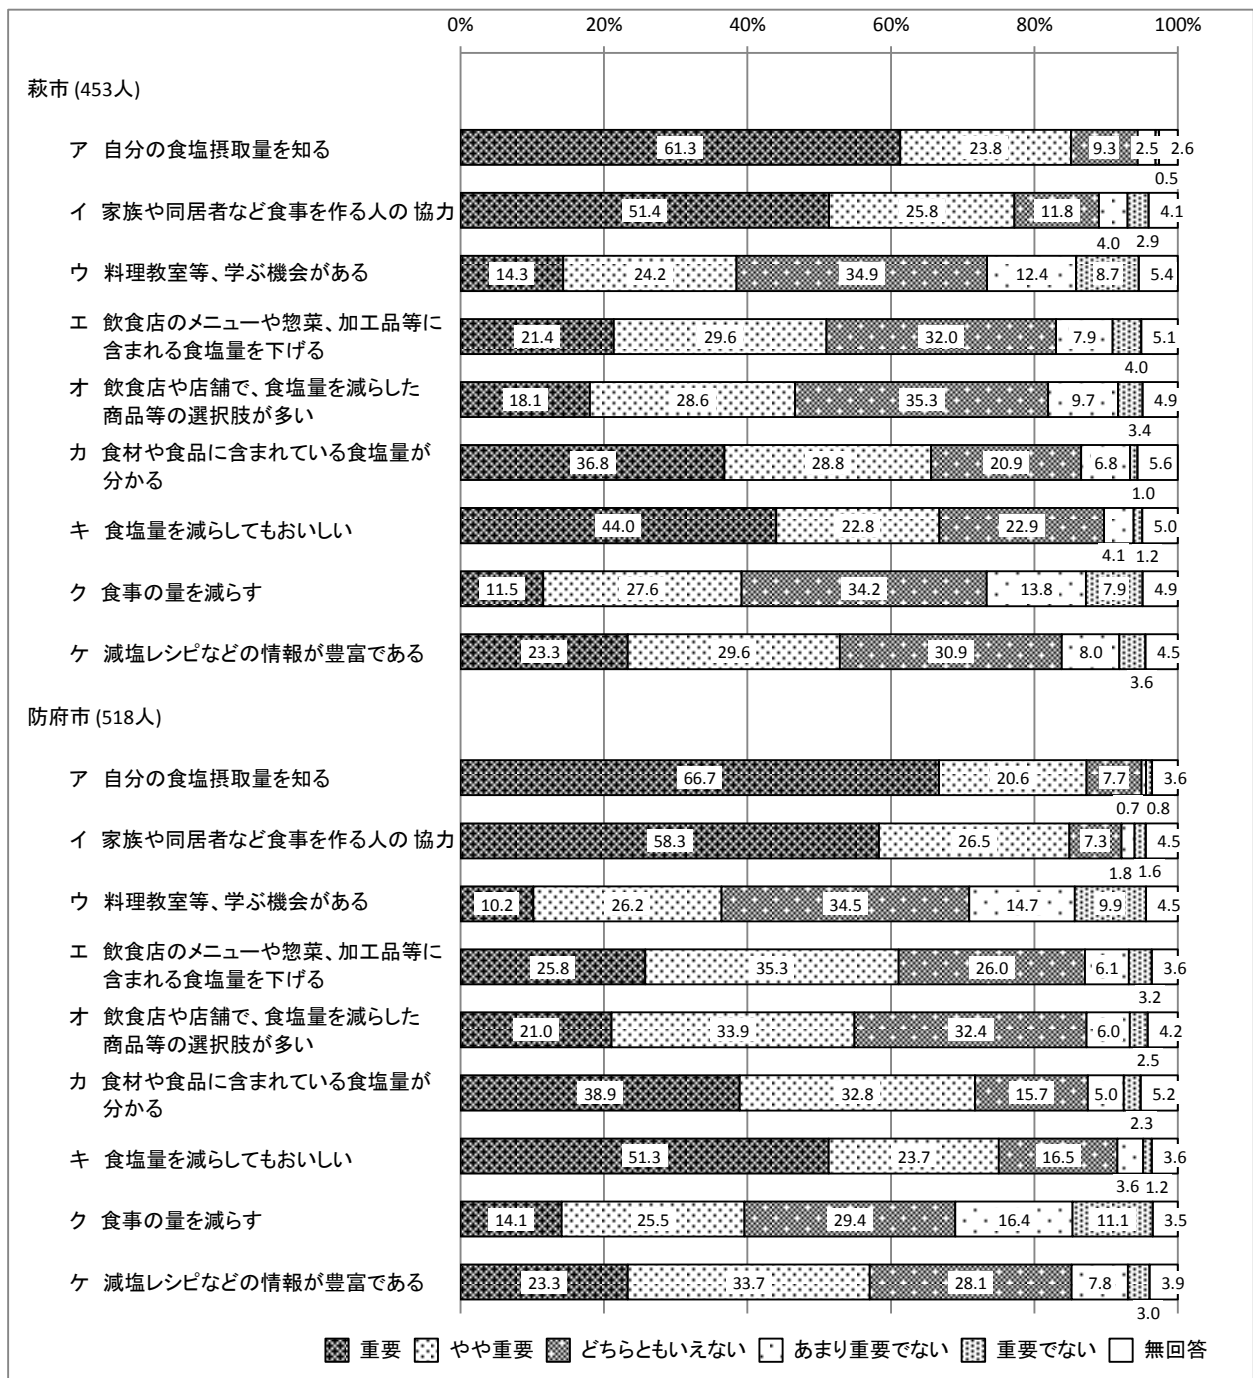 0% 20% 40% 60% 80% 100%
萩市 (453人)
ア 自分の食塩摂取量を知る 61.3 23.8 9.3 2.5 2.6
0.5
イ 家族や同居者など食事を作る人の 協力 51.4 25.8 11.8 4.1
4.0 2.9
ウ 料理教室等、学ぶ機会がある 14.3 24.2 34.9 12.4 8.7 5.4
エ 飲食店のメニューや惣菜、加工品等に
含まれる食塩量を下げる 21.4 29.6 32.0 7.9 5.1
4.0
オ 飲食店や店舗で、食塩量を減らした
商品等の選択肢が多い 18.1 28.6 35.3 9.7 4.9
3.4
カ 食材や食品に含まれている食塩量が
分かる 36.8 28.8 20.9 6.8 5.6
1.0
キ 食塩量を減らしてもおいしい 44.0 22.8 22.9 5.0
4.1 1.2
ク 食事の量を減らす 11.5 27.6 34.2 13.8 7.9 4.9
ケ 減塩レシピなどの情報が豊富である 23.3 29.6 30.9 8.0 4.5
3.6
防府市 (518人)
ア 自分の食塩摂取量を知る 66.7 20.6 7.7 3.6
0.7 0.8
イ 家族や同居者など食事を作る人の 協力 58.3 26.5 7.3 4.5
1.8 1.6
ウ 料理教室等、学ぶ機会がある 10.2 26.2 34.5 14.7 9.9 4.5
エ 飲食店のメニューや惣菜、加工品等に
含まれる食塩量を下げる 25.8 35.3 26.0 6.1 3.6
3.2
オ 飲食店や店舗で、食塩量を減らした
商品等の選択肢が多い 21.0 33.9 32.4 6.0 4.2
2.5
カ 食材や食品に含まれている食塩量が
分かる 38.9 32.8 15.7 5.0 5.2
2.3
キ 食塩量を減らしてもおいしい 51.3 23.7 16.5 3.6
3.6 1.2
ク 食事の量を減らす 14.1 25.5 29.4 16.4 11.1 3.5
ケ 減塩レシピなどの情報が豊富である 23.3 33.7 28.1 7.8 3.9
3.0
重要 やや重要 どちらともいえない あまり重要でない 重要でない 無回答